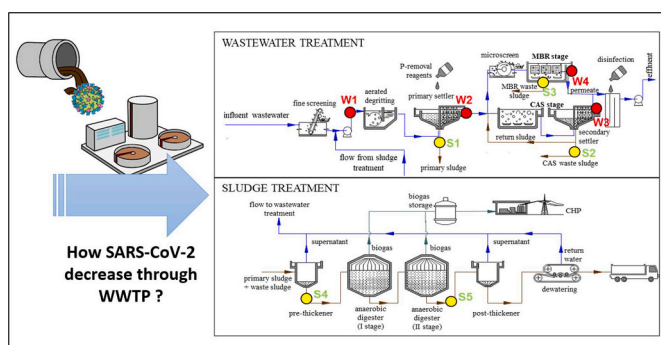 WASTEWATER TREATMENT
disinfection
effluent
microscreen
MBR stage
P-removal
reagents
W4
S3
aerated
degritting
primary settler
MBR waste
sludge
permeate
fine screening
W1
W2
CAS stage
W3
influent wastewater
S1
return sludge
secondary
settler
S2
flow from sludge
treatment
primary sludge
CAS waste sludge
SLUDGE TREATMENT
flow to wastewater
treatment
biogas
storage
CHP
supernatant
biogas
biogas
supernatant
return
water
How SARS-CoV-2
decrease through
WWTP ?
primary sludge
+ waste sludge
S4
S5
dewatering
pre-thickener
anaerobic
digester
(I stage)
anaerobic
digester
(II stage)
post-thickener